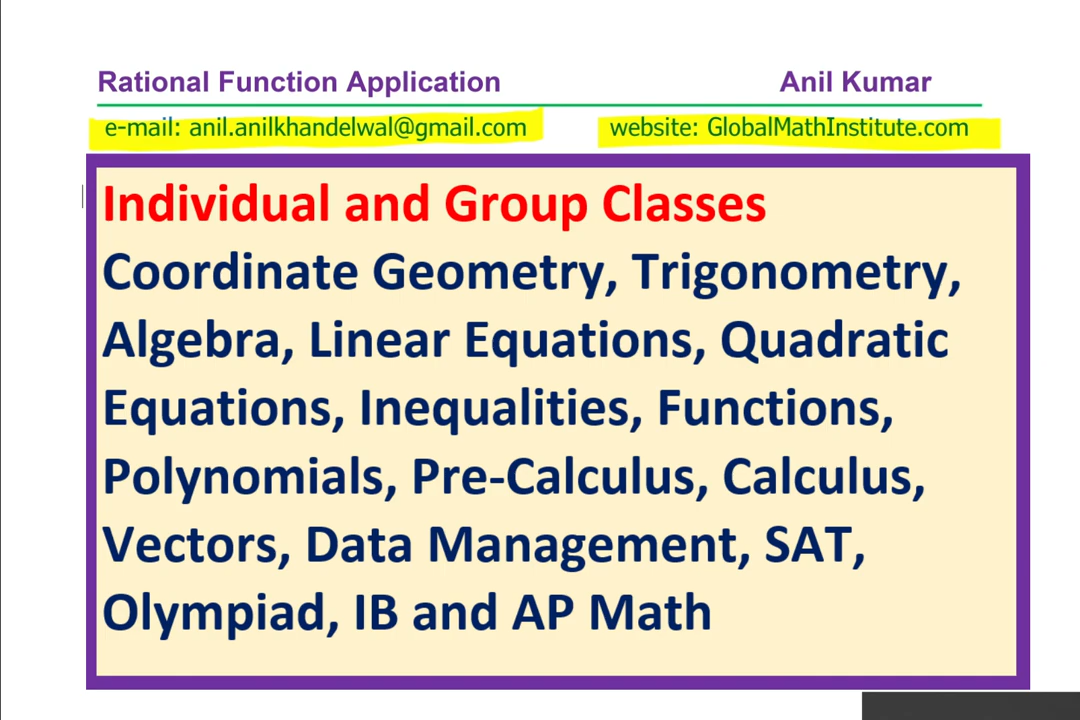 Rational Function Application Anil Kumar
e-mail: anil.anilkhandelwal@gmail.com website: GlobalMathInstitute.com
Individual and Group Classes
Coordinate Geometry, Trigonometry,
Algebra, Linear Equations, Quadratic
Equations, Inequalities, Functions,
Polynomials, Pre-Calculus, Calculus,
Vectors, Data Management, SAT,
Olympiad, IB and AP Math